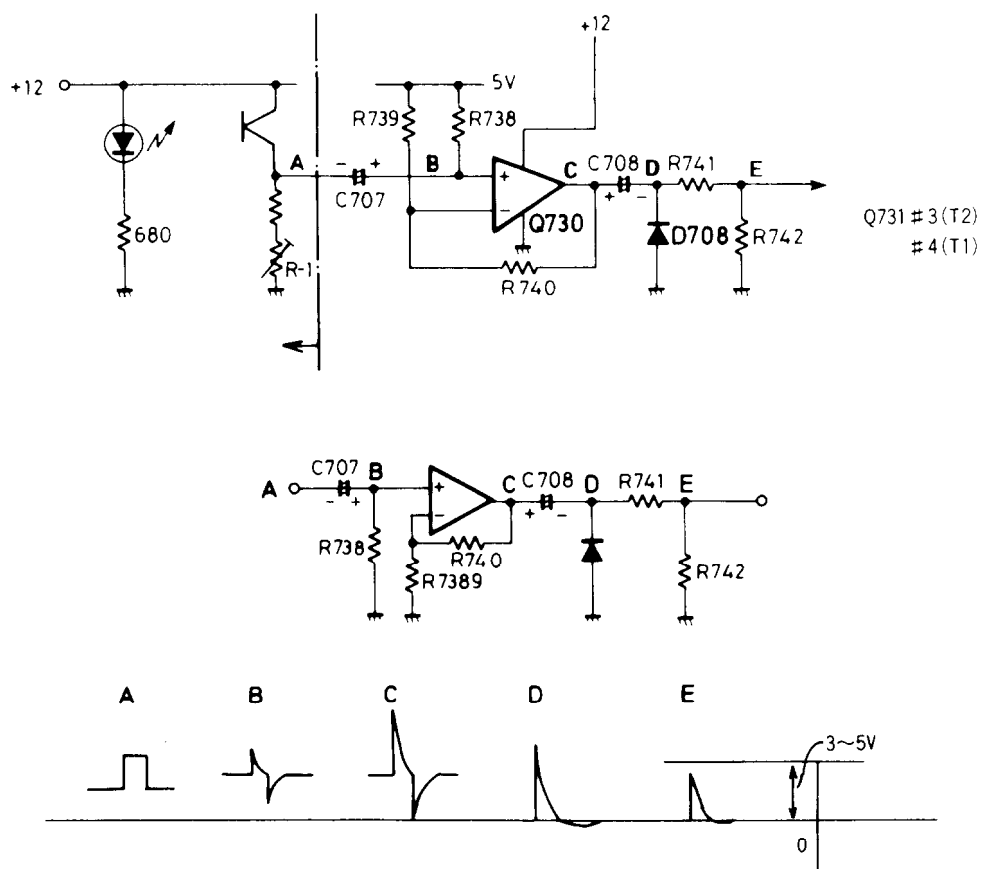 +12
+12
5V
R739
R738
A
- +
C707
B
+
-
Q730
C
C708
+ -
D
R741
E
D708
R742
Q731 # 3 (T2)
# 4 (T1)
680
R-1
R740
C707
A
B
- +
+
-
C
C708
+ -
D
R741
E
R738
R740
R7389
R742
A
B
C
D
E
3~5V
0